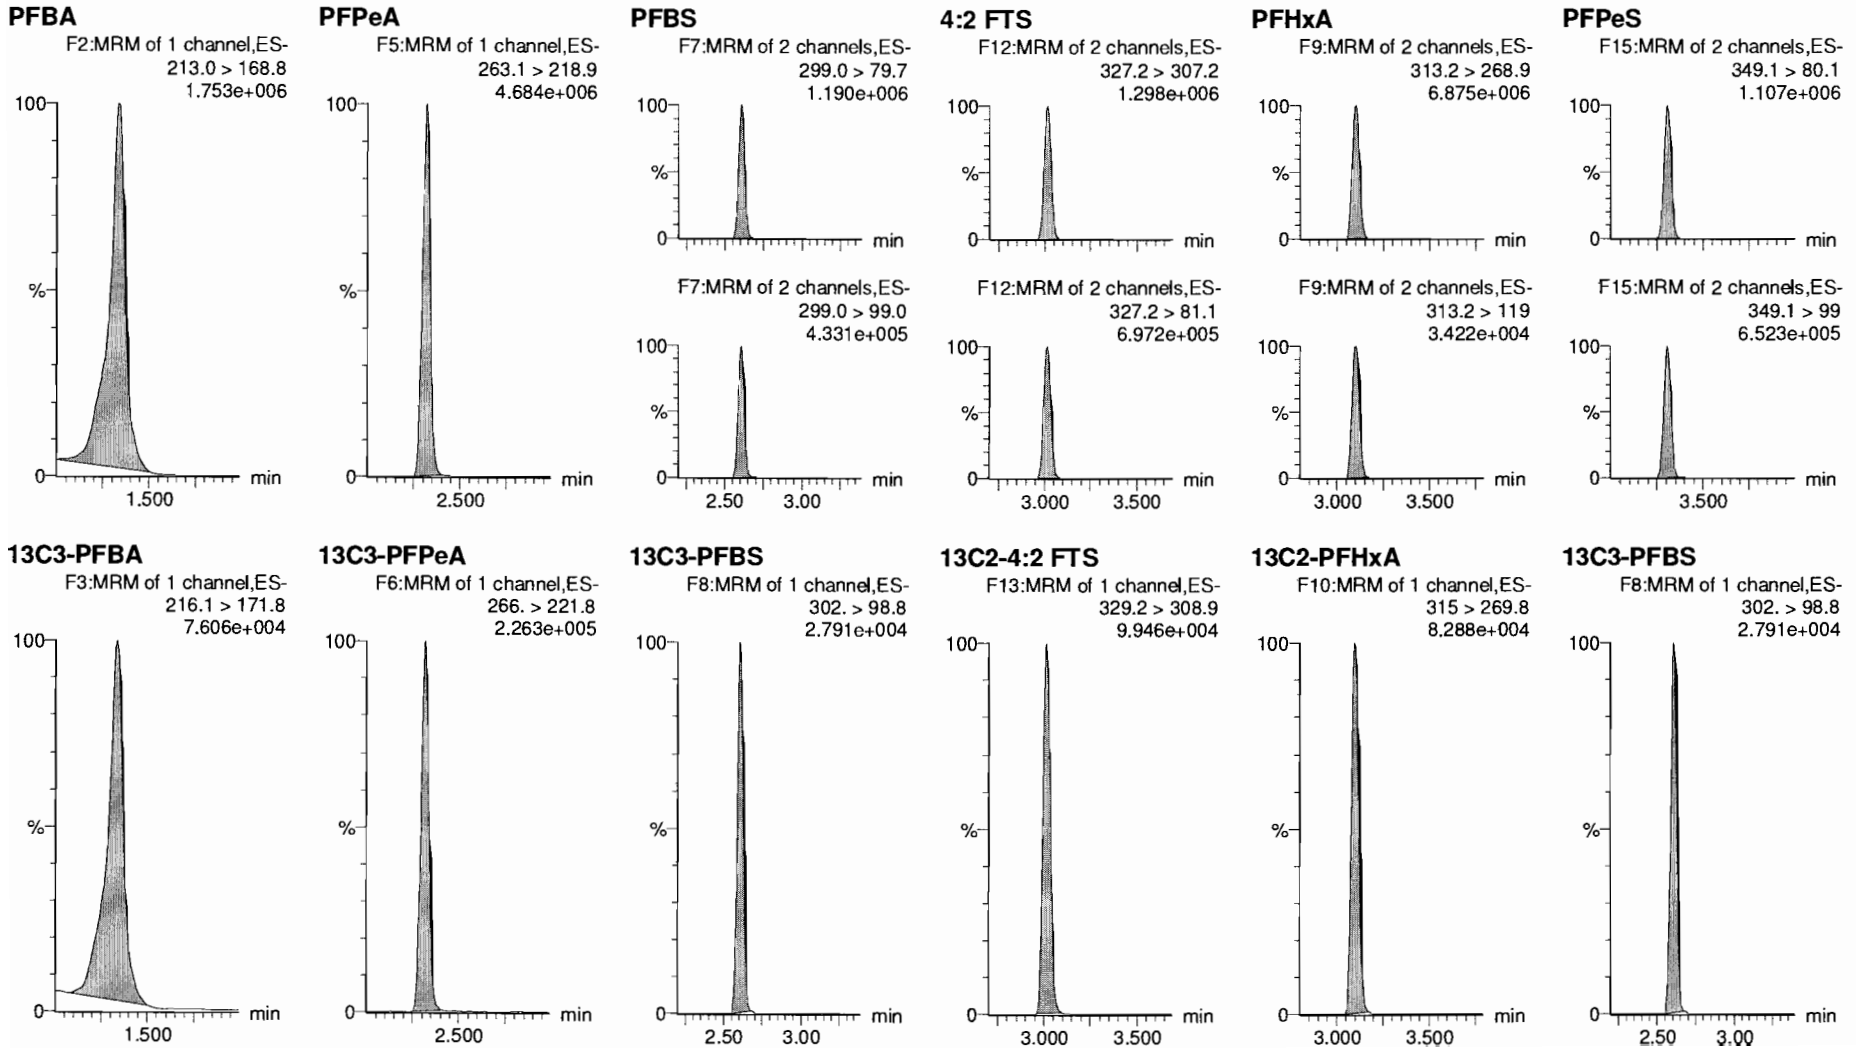 PFBA
F2:MRM of 1 channel,ES-
213.0 > 168.8
1.753e+006
100
%
0
min
1.500
PFPeA
F5:MRM of 1 channel,ES-
263.1 > 218.9
4.684e+006
100
%
0
min
2.500
PFBS
F7:MRM of 2 channels,ES-
299.0 > 79.7
1.190e+006
100
%
0
min
F7:MRM of 2 channels,ES-
299.0 > 99.0
4.331e+005
100
%
0
min
2.50 3.00
4:2 FTS
F12:MRM of 2 channels,ES-
327.2 > 307.2
1.298e+006
100
%
0
min
F12:MRM of 2 channels,ES-
327.2 > 81.1
6.972e+005
100
%
0
min
3.000 3.500
PFHxA
F9:MRM of 2 channels,ES-
313.2 > 268.9
6.875e+006
100
%
0
min
F9:MRM of 2 channels,ES-
313.2 > 119
3.422e+004
100
%
0
min
3.000 3.500
PFPeS
F15:MRM of 2 channels,ES-
349.1 > 80.1
1.107e+006
100
%
0
min
F15:MRM of 2 channels,ES-
349.1 > 99
6.523e+005
100
%
0
min
3.500
13C3-PFBA
F3:MRM of 1 channel,ES-
216.1 > 171.8
7.606e+004
100
%
0
min
1.500
13C3-PFPeA
F6:MRM of 1 channel,ES-
266. > 221.8
2.263e+005
100
%
0
min
2.500
13C3-PFBS
F8:MRM of 1 channel,ES-
302. > 98.8
2.791e+004
100
%
0
min
2.50 3.00
13C2-4:2 FTS
F13:MRM of 1 channel,ES-
329.2 > 308.9
9.946e+004
100
%
0
min
3.000 3.500
13C2-PFHxA
F10:MRM of 1 channel,ES-
315 > 269.8
8.288e+004
100
%
0
min
3.000 3.500
13C3-PFBS
F8:MRM of 1 channel,ES-
302. > 98.8
2.791e+004
100
%
0
min
2.50 3.00